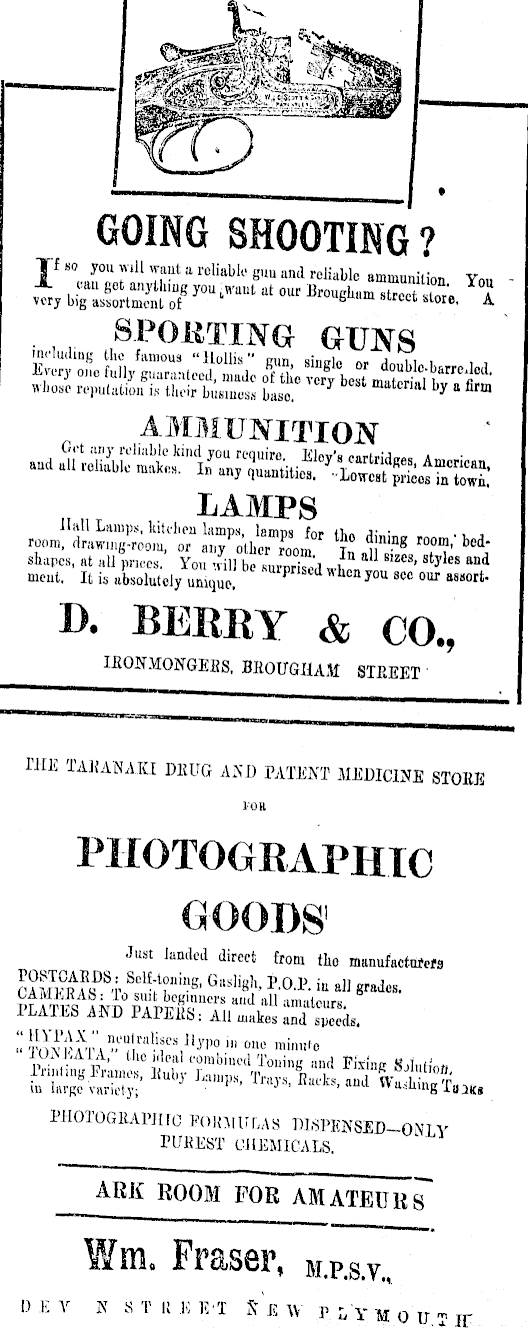 GOING SHOOTING?
If so you will want a reliable gun and reliable ammunition. You
can get anything you want at our Brougham street store. A
very big assortment of
SPORTING GUNS
including the famous "Hollis" gun, single or double-barrelled.
Every one fully guaranteed, made of the very best material by a firm
whose reputation is their business base.
AMMUNITION
Get any reliable kind you require. Eley's cartridges, American,
and all reliable makes. In any quantities. Lowest prices in town.
LAMPS
Hall Lamps, kitchen lamps, lamps for the dining room, bed-
room, drawing-room, or any other room. In all sizes, styles and
shapes, at all prices. You will be surprised when you see our assort-
ment. It is absolutely unique.
D. BERRY & CO.,
IRONMONGERS, BROUGHAM STREET
THE TARANAKI DRUG AND PATENT MEDICINE STORE
FOR
PHOTOGRAPHIC
GOODS
Just landed direct from the manufacturers
POSTCARDS: Self-toning, Gasligh, P.O.P. in all grades.
CAMERAS: To suit beginners and all amateurs.
PLATES AND PAPERS: All makes and speeds.
"HYPAX" neutralises Hypo in one minute
"TONEATA," the ideal combined Toning and Fixing Solution.
Printing Frames, Ruby Lamps, Trays, Racks, and Washing Tanks
in large variety;
PHOTOGRAPHIC FORMULAS DISPENSED—ONLY
PUREST CHEMICALS.
ARK ROOM FOR AMATEURS
Wm. Fraser, M.P.S.V.,
DEV N STREET NEW PLYMOUTH